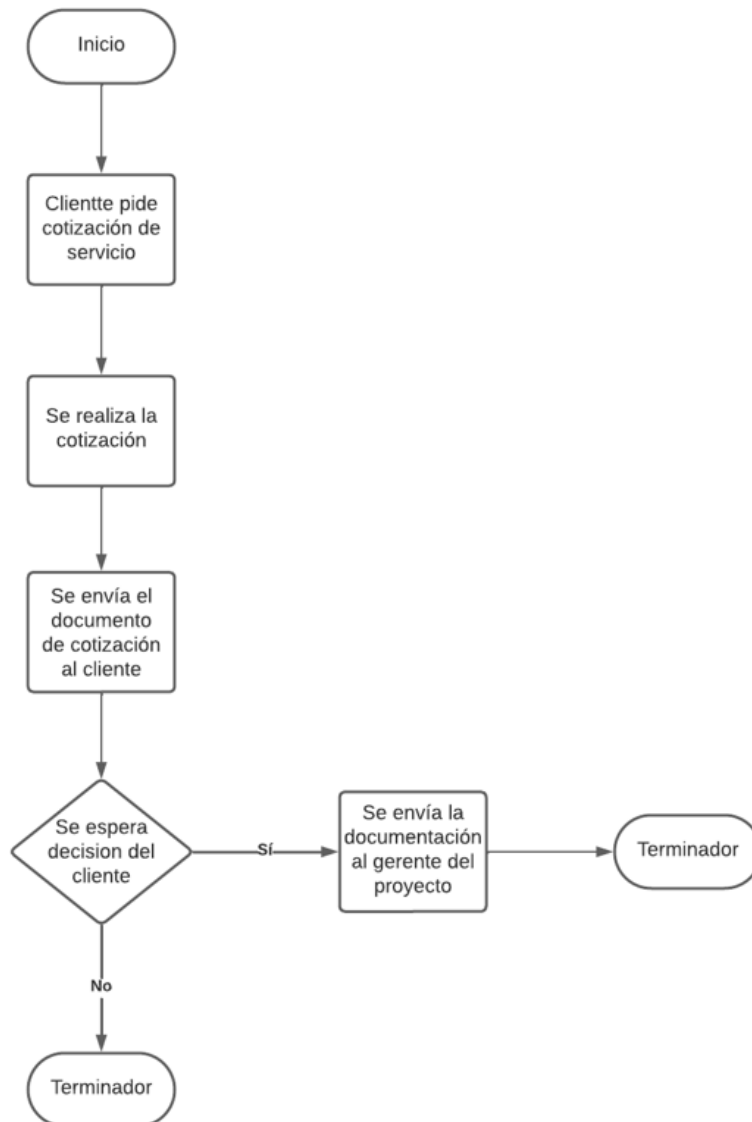 Inicio
Clientte pide
cotización de
servicio
Se realiza la
cotización
Se envía el
documento
de cotización
al cliente
Se espera
decision del
cliente
Sí
Se envía la
documentación
al gerente del
proyecto
Terminador
No
Terminador